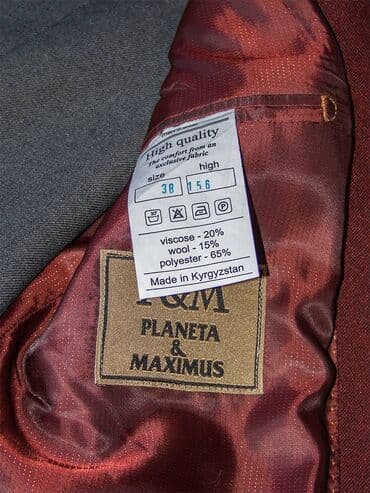 High quality
The comfort from an
exclusive fabric
size high
38 156
viscose - 20%
wool - 15%
polyester - 65%
Made in Kyrgyzstan
P&M
PLANETA
&
MAXIMUS